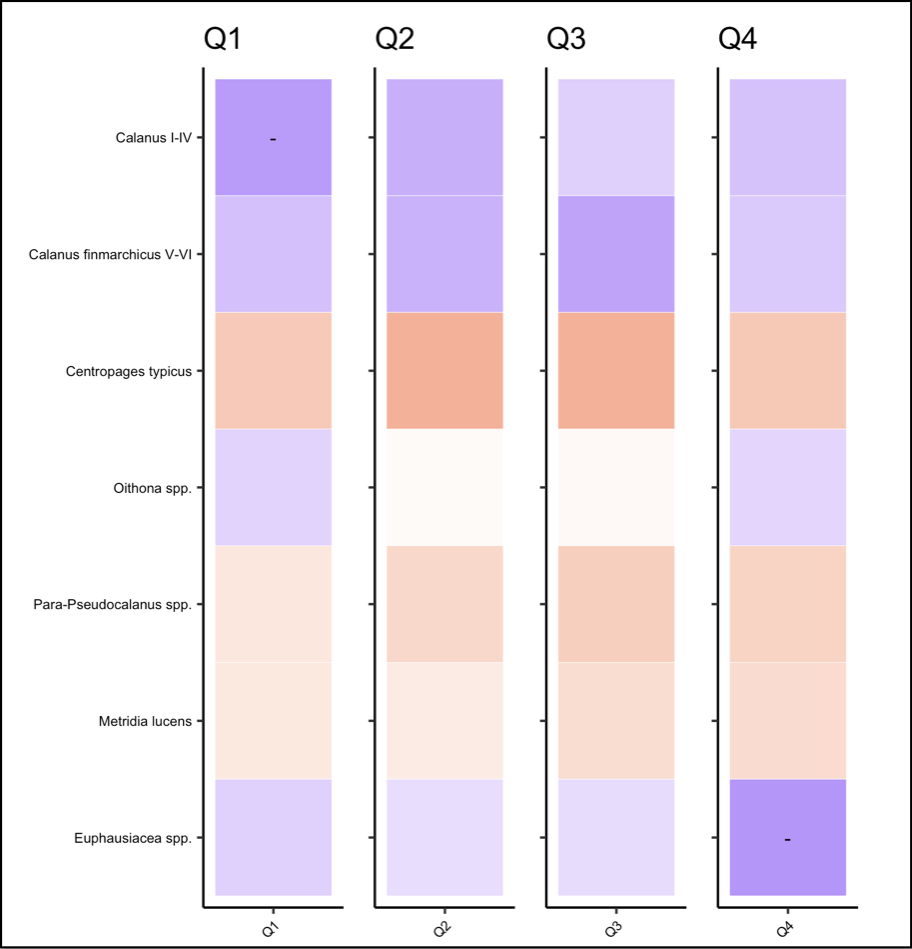 Q1 Q2 Q3 Q4
Calanus I-IV
-
Calanus finmarchicus V-VI
Centropages typicus
Oithona spp.
Para-Pseudocalanus spp.
Metridia lucens
Euphausiacea spp.
-
Q1 Q2 Q3 Q4